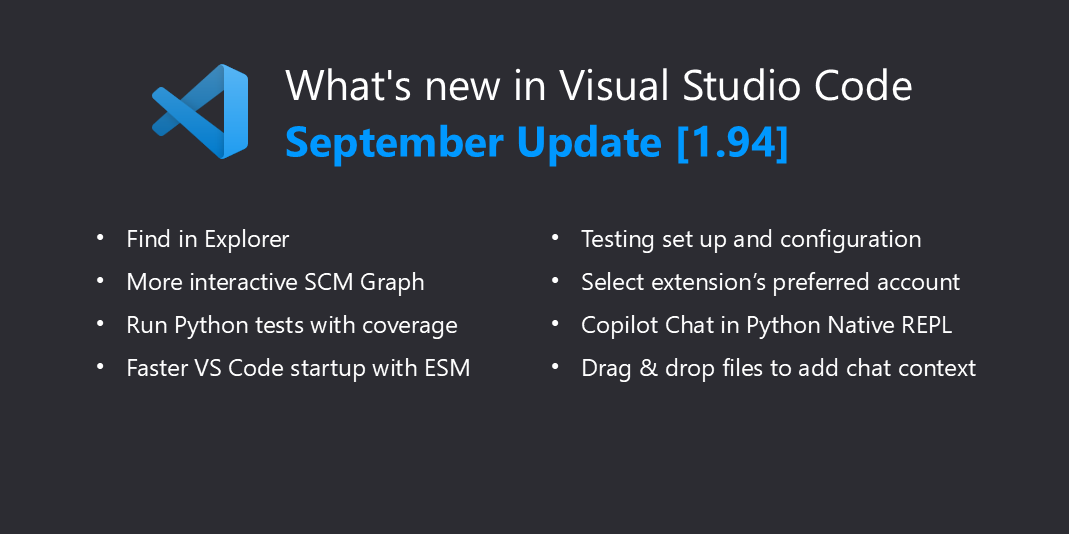 What's new in Visual Studio Code
September Update [1.94]
• Find in Explorer
• More interactive SCM Graph
• Run Python tests with coverage
• Faster VS Code startup with ESM
• Testing set up and configuration
• Select extension’s preferred account
• Copilot Chat in Python Native REPL
• Drag & drop files to add chat context